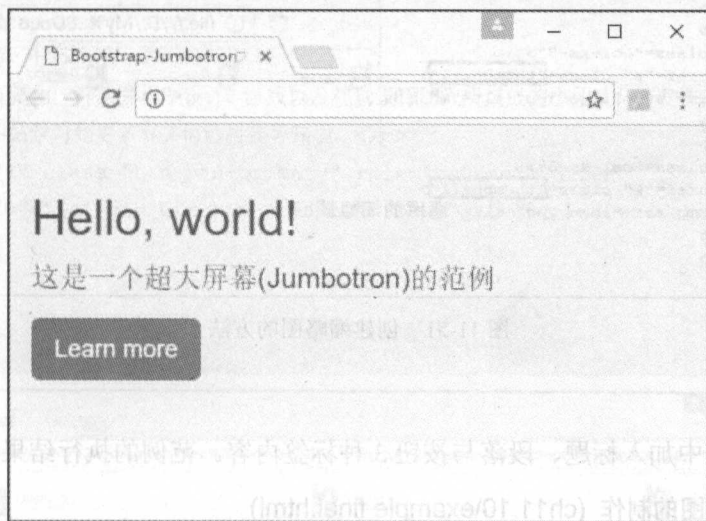 Bootstrap-Jumbotron
Hello, world!
这是一个超大屏幕(Jumbotron)的范例
Learn more